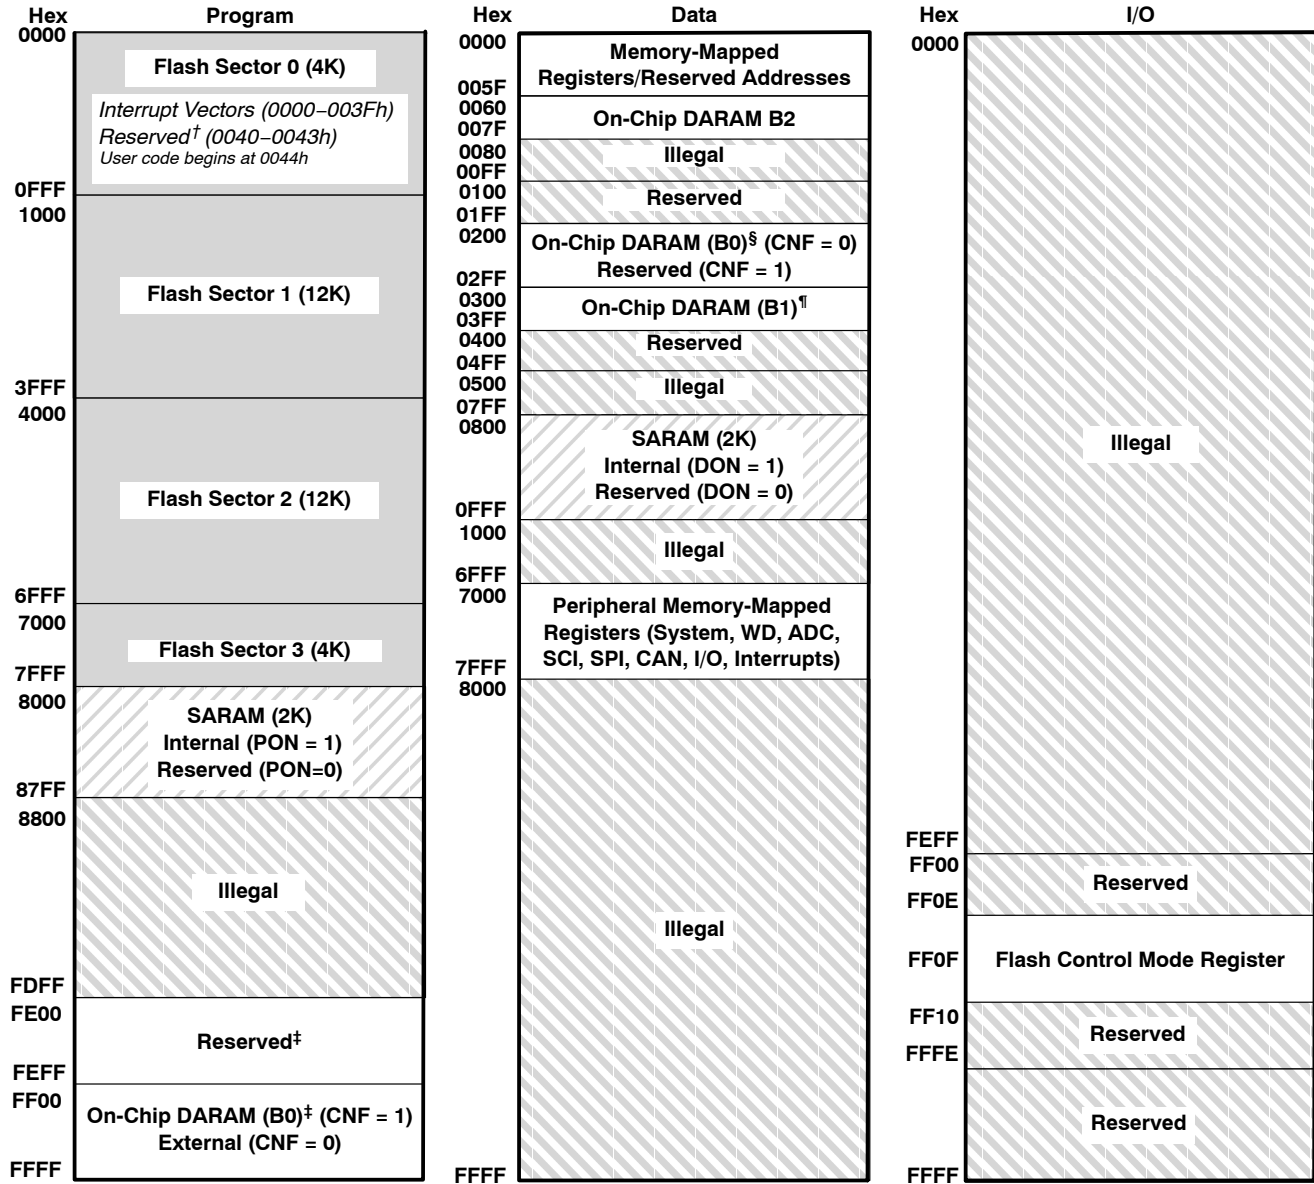 Hex Program
0000
Flash Sector 0 (4K)
Interrupt Vectors (0000–003Fh)
Reserved† (0040–0043h)
User code begins at 0044h
0FFF
1000
Flash Sector 1 (12K)
3FFF
4000
Flash Sector 2 (12K)
6FFF
7000
Flash Sector 3 (4K)
7FFF
8000
SARAM (2K)
Internal (PON = 1)
Reserved (PON=0)
87FF
8800
Illegal
FDFF
FE00
Reserved‡
FEFF
FF00
On-Chip DARAM (B0)‡ (CNF = 1)
External (CNF = 0)
FFFF
Hex Data
0000
Memory-Mapped
Registers/Reserved Addresses
005F
0060
On-Chip DARAM B2
007F
0080
Illegal
00FF
0100
Reserved
01FF
0200
On-Chip DARAM (B0)§ (CNF = 0)
Reserved (CNF = 1)
02FF
0300
On-Chip DARAM (B1)¶
03FF
0400
Reserved
04FF
0500
Illegal
07FF
0800
SARAM (2K)
Internal (DON = 1)
Reserved (DON = 0)
0FFF
1000
Illegal
6FFF
7000
Peripheral Memory-Mapped
Registers (System, WD, ADC,
SCI, SPI, CAN, I/O, Interrupts)
7FFF
8000
Illegal
FFFF
Hex I/O
0000
Illegal
FEFF
FF00
Reserved
FF0E
FF0F Flash Control Mode Register
FF10
Reserved
FFFE
Reserved
FFFF